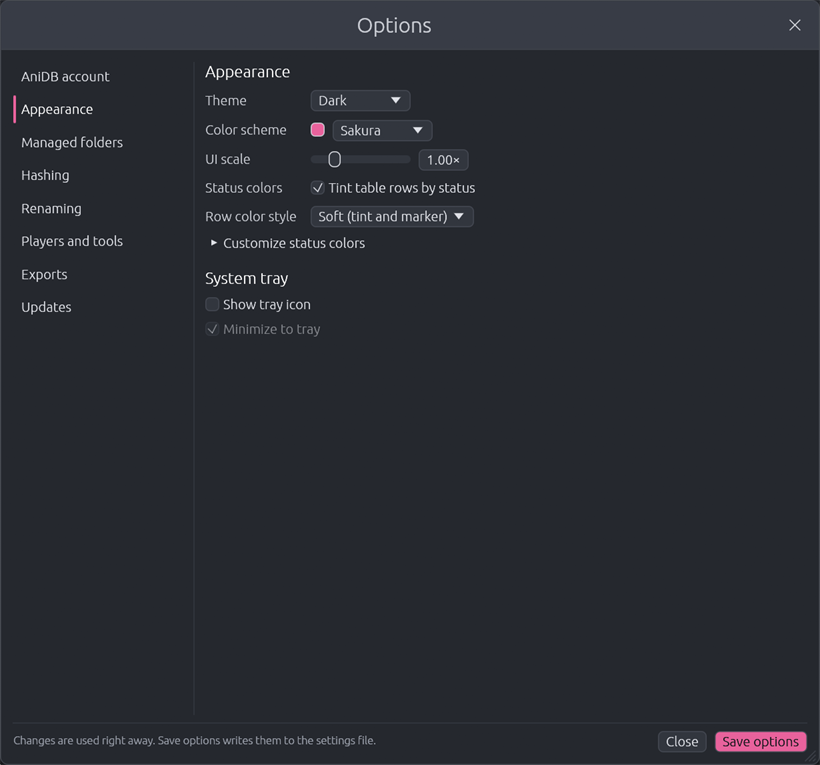 Options
AniDB account
Appearance
Managed folders
Hashing
Renaming
Players and tools
Exports
Updates
Appearance
Theme Dark
Color scheme Sakura
UI scale 1.00×
Status colors Tint table rows by status
Row color style Soft (tint and marker)
Customize status colors
System tray
Show tray icon
Minimize to tray
Changes are used right away. Save options writes them to the settings file.
Close Save options